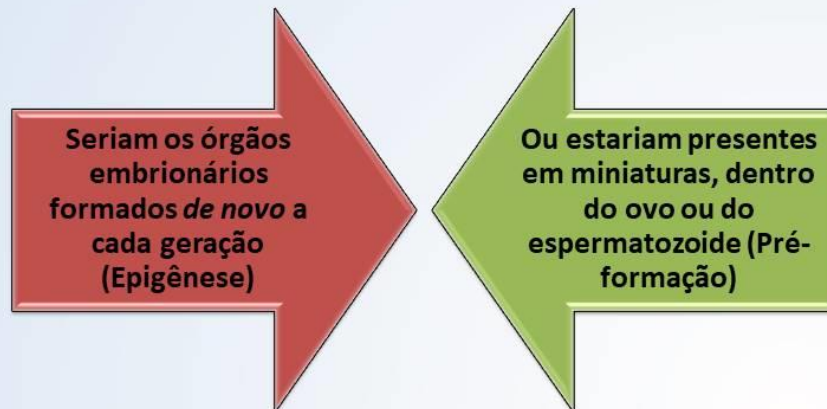 Seriam os órgãos
embrionários
formados de novo a
cada geração
(Epigênese)
Ou estariam presentes
em miniaturas, dentro
do ovo ou do
espermatozoide (Pré-
formação)